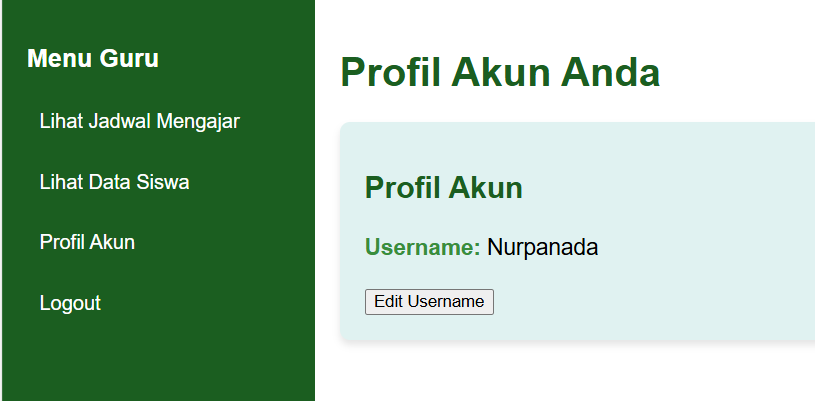 Menu Guru
Lihat Jadwal Mengajar
Lihat Data Siswa
Profil Akun
Logout
Profil Akun Anda
Profil Akun
Username: Nurpanada
Edit Username